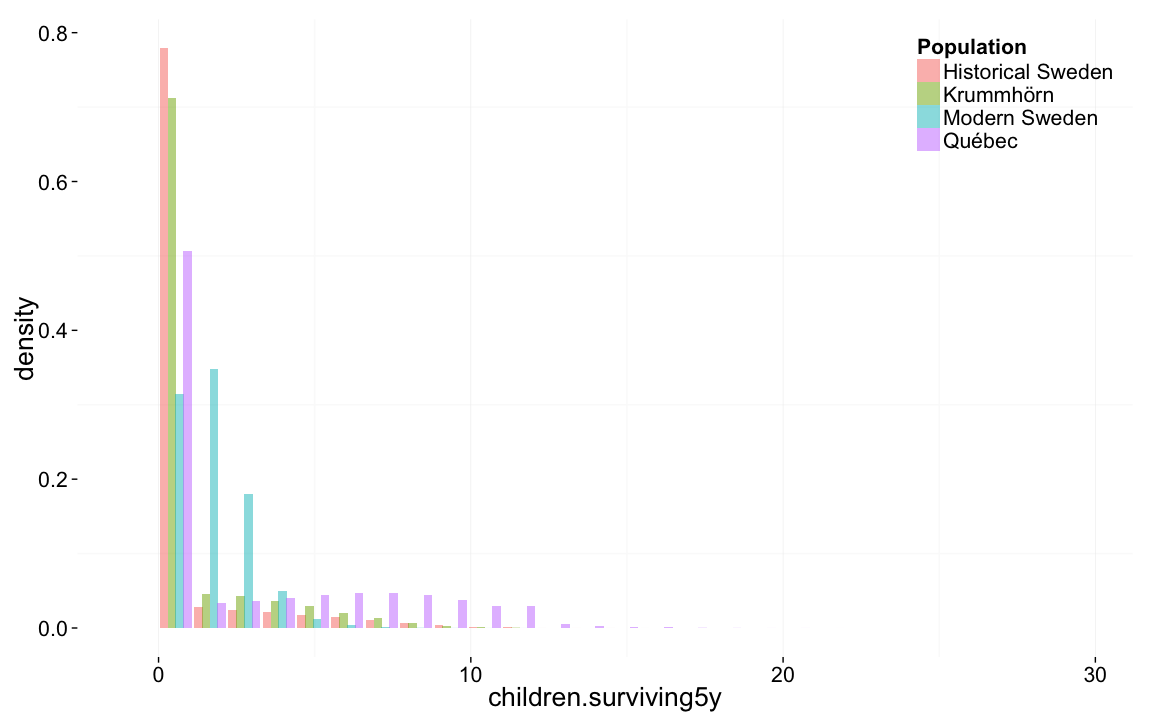 0.8
0.6
0.4
0.2
0.0
density
0 10 20 30
children.surviving5y
Population
Historical Sweden
Krummhörn
Modern Sweden
Québec